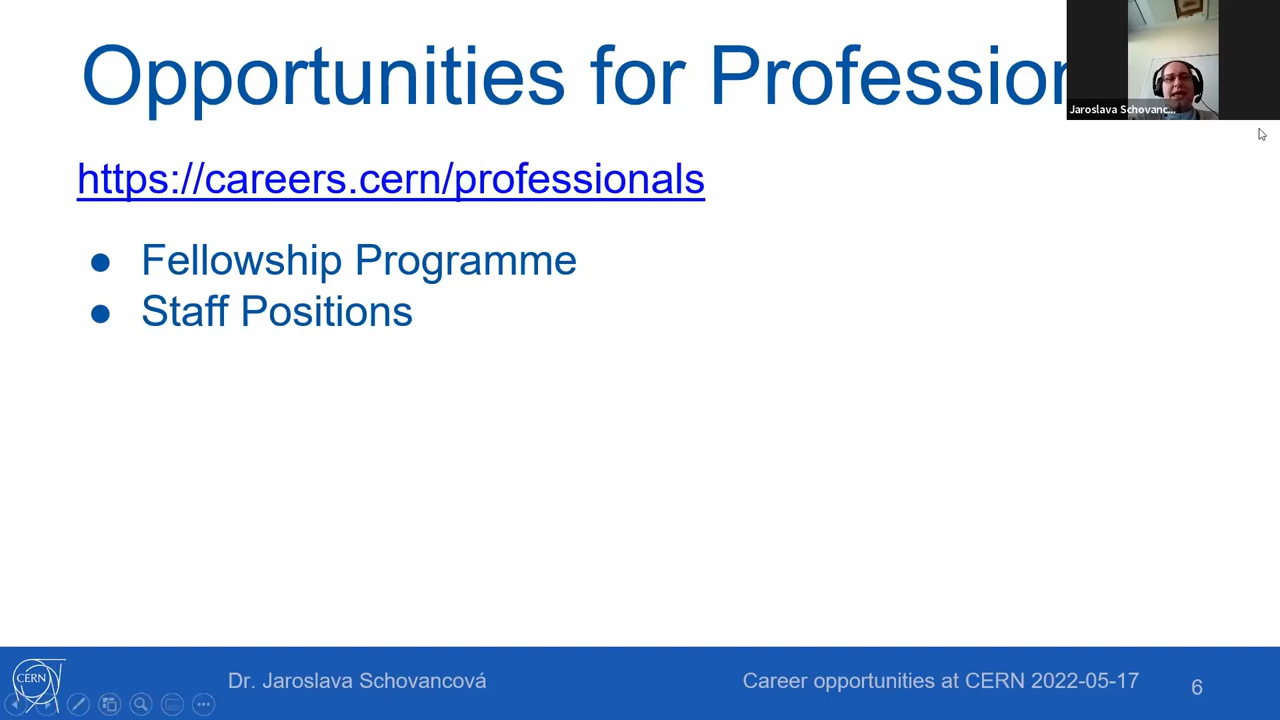 Opportunities for Profession
Jaroslava Schovanc...
https://careers.cern/professionals
● Fellowship Programme
● Staff Positions
CERN
Dr. Jaroslava Schovancová
Career opportunities at CERN 2022-05-17
6